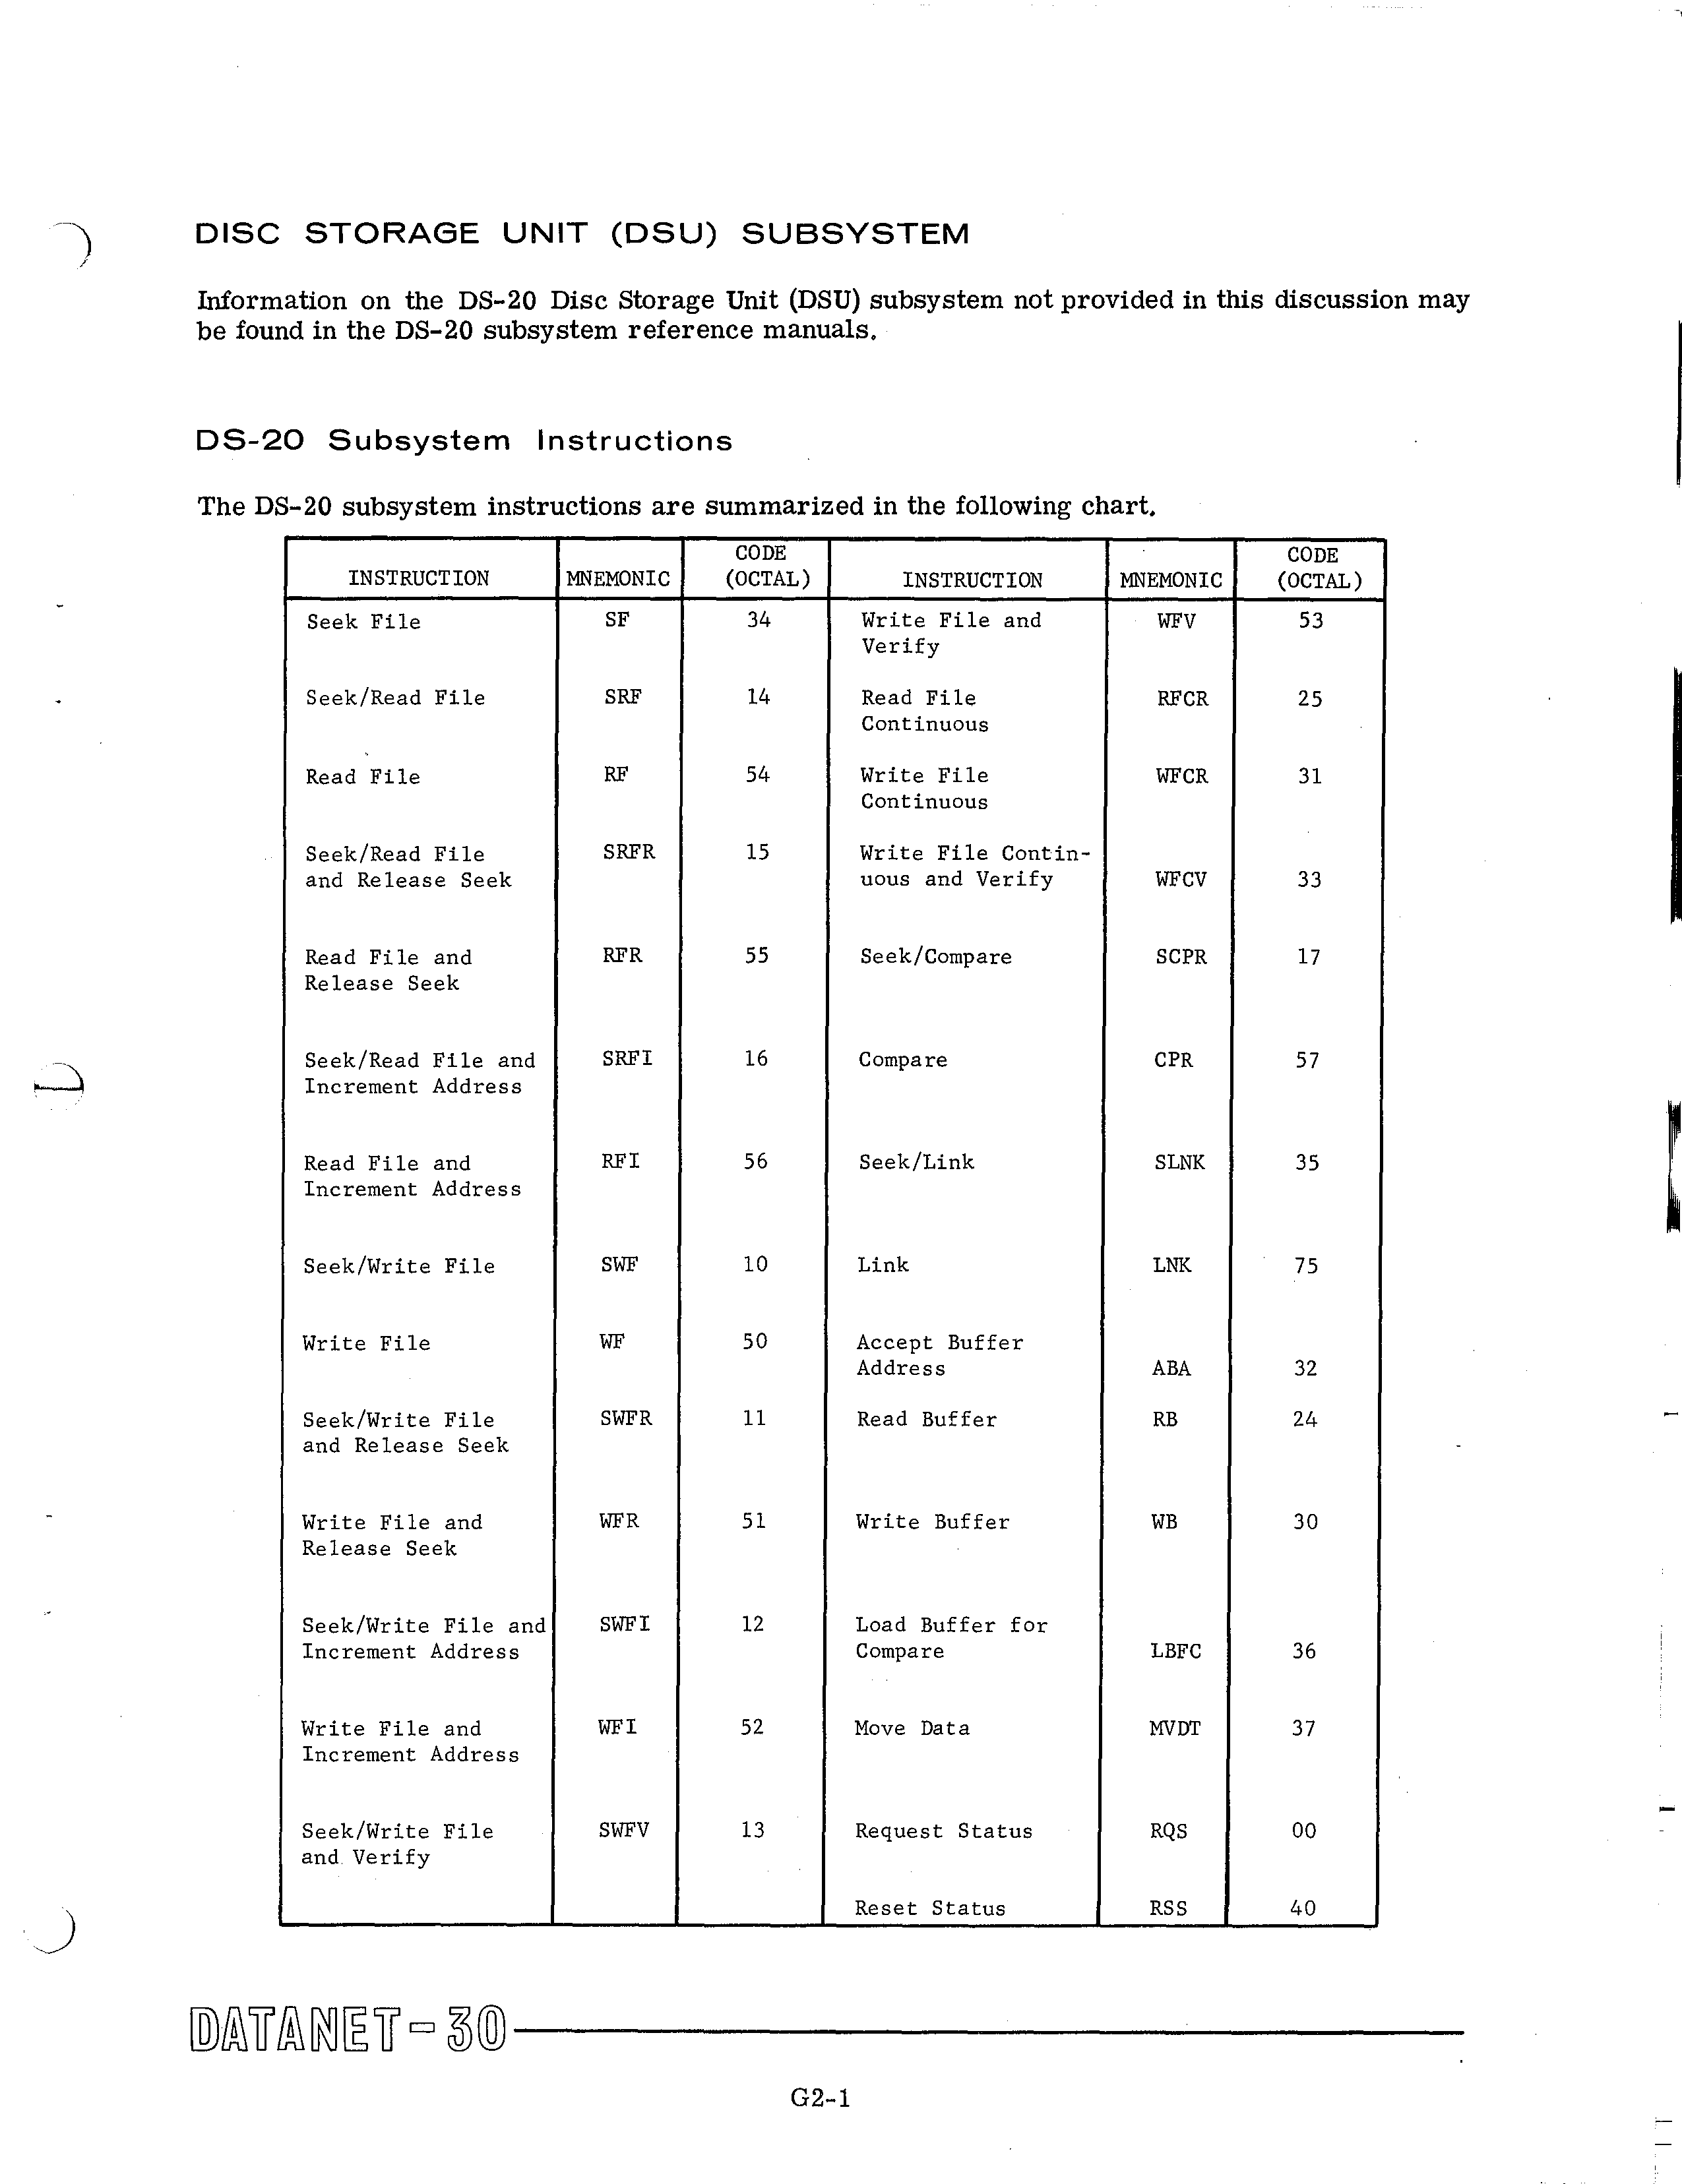 DISC STORAGE UNIT (DSU) SUBSYSTEM
Information on the DS-20 Disc Storage Unit (DSU) subsystem not provided in this discussion may
be found in the DS-20 subsystem reference manuals.
DS-20 Subsystem Instructions
The DS-20 subsystem instructions are summarized in the following chart.
INSTRUCTION MNEMONIC CODE (OCTAL) INSTRUCTION MNEMONIC CODE (OCTAL)
Seek File SF 34 Write File and WFV 53
Verify
Seek/Read File SRF 14 Read File RFCR 25
Continuous
Read File RF 54 Write File WFCR 31
Continuous
Seek/Read File SRFR 15 Write File Contin-
and Release Seek uous and Verify WFCV 33
Read File and RFR 55 Seek/Compare SCPR 17
Release Seek
Seek/Read File and SRFI 16 Compare CPR 57
Increment Address
Read File and RFI 56 Seek/Link SLNK 35
Increment Address
Seek/Write File SWF 10 Link LNK 75
Write File WF 50 Accept Buffer
Address ABA 32
Seek/Write File SWFR 11 Read Buffer RB 24
and Release Seek
Write File and WFR 51 Write Buffer WB 30
Release Seek
Seek/Write File and SWFI 12 Load Buffer for
Increment Address Compare LBFC 36
Write File and WFI 52 Move Data MVDT 37
Increment Address
Seek/Write File SWFV 13 Request Status RQS 00
and Verify
Reset Status RSS 40
DATANET-30
G2-1